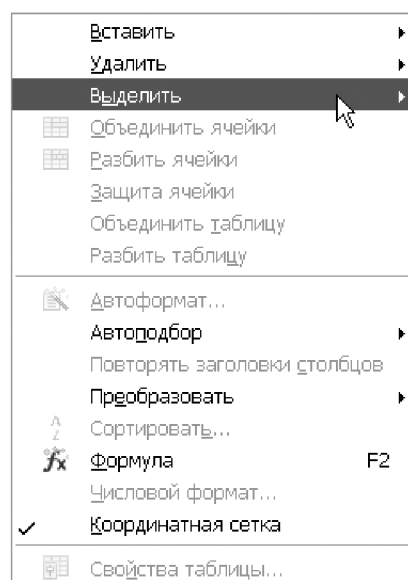 Вставить
Удалить
Выделить
Объединить ячейки
Разбить ячейки
Защита ячейки
Объединить таблицу
Разбить таблицу
Автоформат...
Автоподбор
Повторять заголовки столбцов
Преобразовать
Сортировать...
Формула F2
Числовой формат...
Координатная сетка
Свойства таблицы...